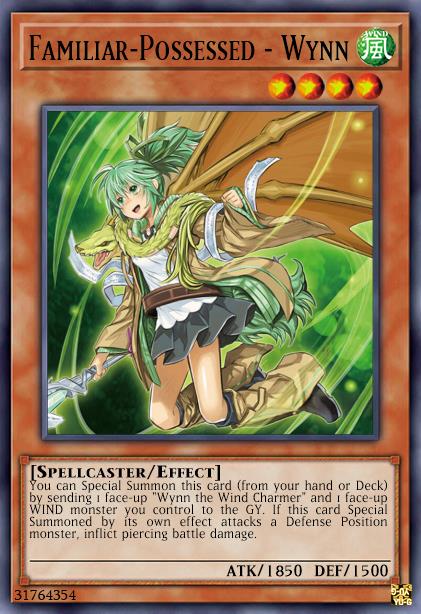 Familiar-Possessed - Wynn
WIND
風
[Spellcaster/Effect]
You can Special Summon this card (from your hand or Deck)
by sending 1 face-up "Wynn the Wind Charmer" and 1 face-up
WIND monster you control to the GY. If this card Special
Summoned by its own effect attacks a Defense Position
monster, inflict piercing battle damage.
ATK/1850 DEF/1500
31764354